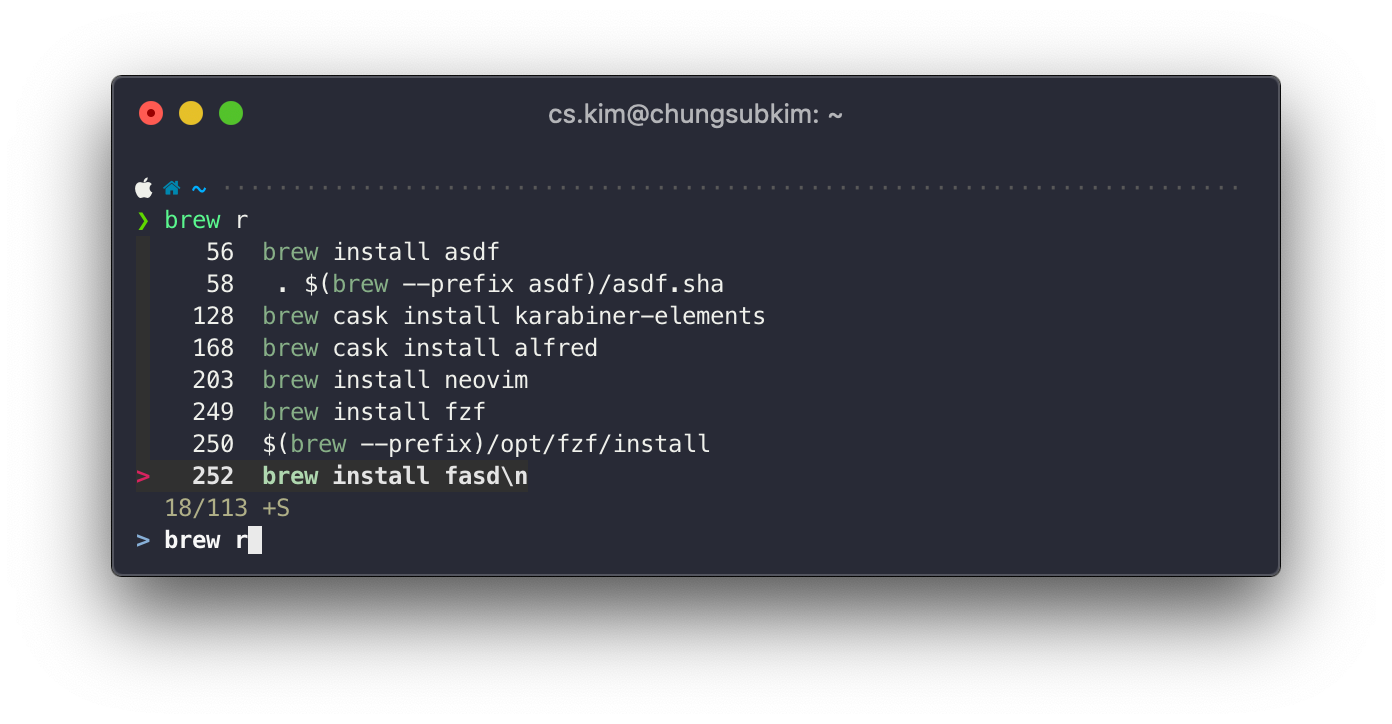 cs.kim@chungsubkim: ~
~ ········································································
❯ brew r
56 brew install asdf
58 . $(brew --prefix asdf)/asdf.sha
128 brew cask install karabiner-elements
168 brew cask install alfred
203 brew install neovim
249 brew install fzf
250 $(brew --prefix)/opt/fzf/install
> 252 brew install fasd\n
18/113 +S
> brew r